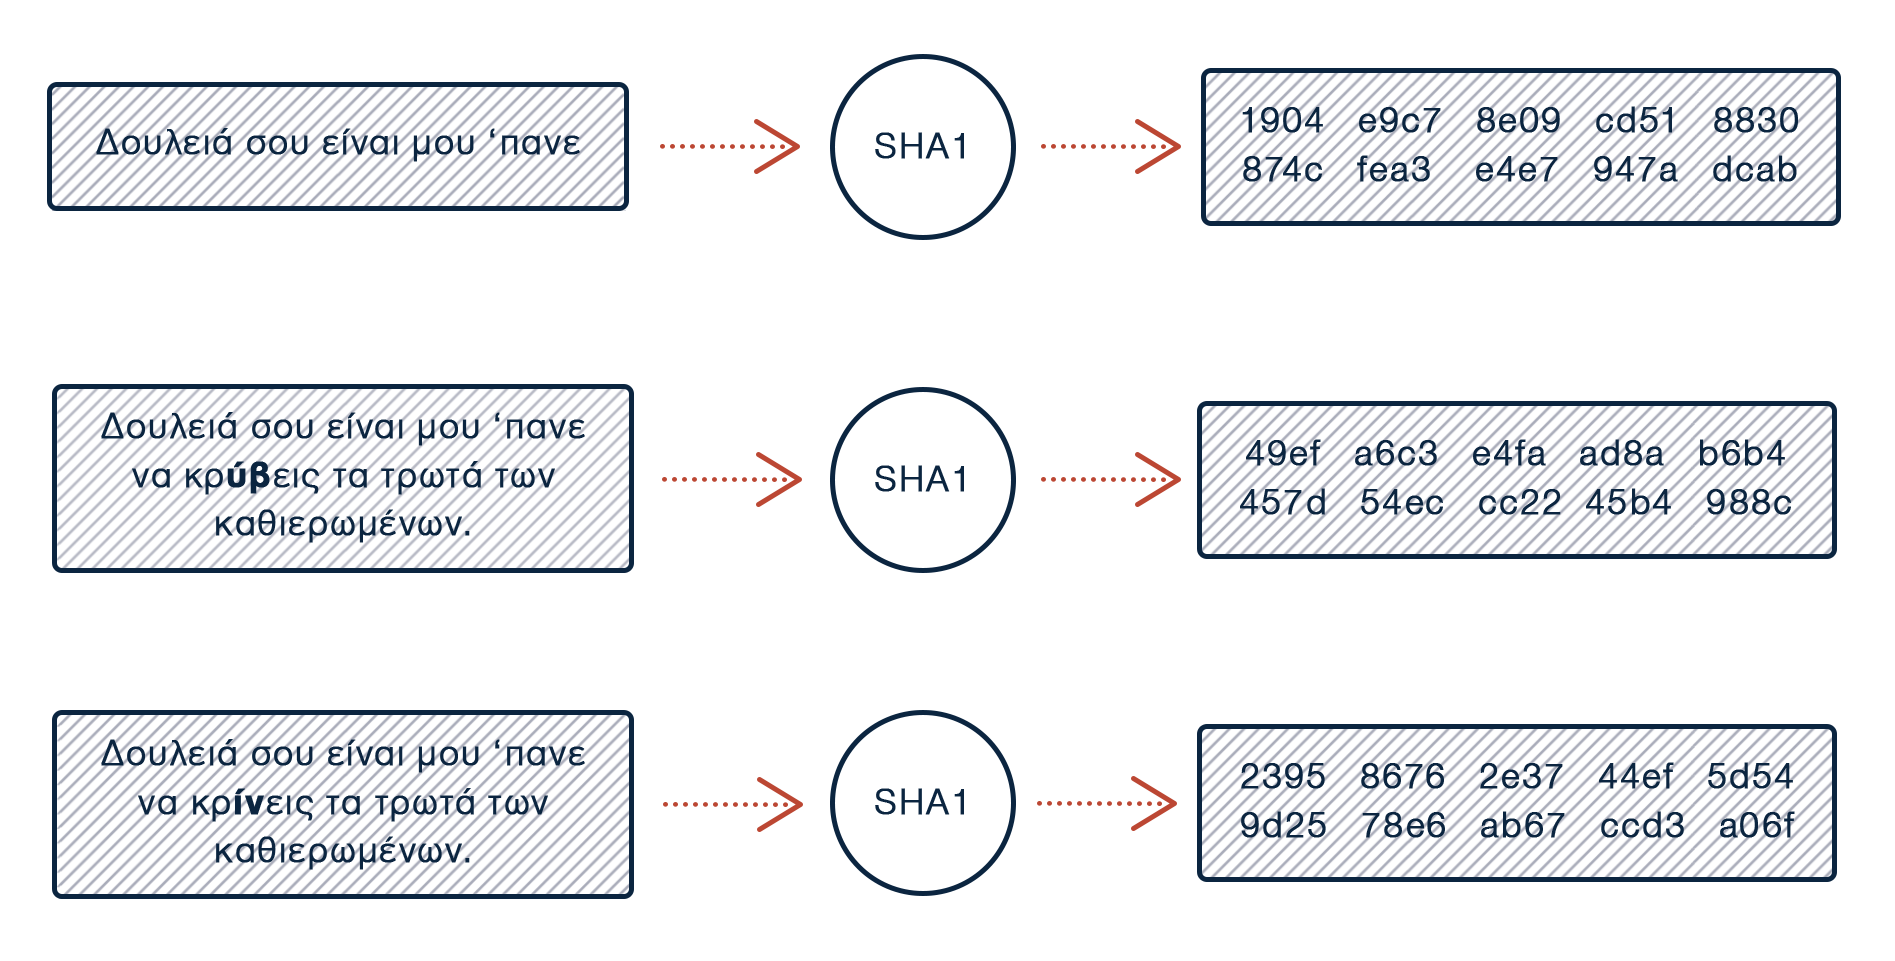 Δουλειά σου είναι μου ‘πανε
SHA1
1904 e9c7 8e09 cd51 8830
874c fea3 e4e7 947a dcab
Δουλειά σου είναι μου ‘πανε
να κρύβεις τα τρωτά των
καθιερωμένων.
SHA1
49ef a6c3 e4fa ad8a b6b4
457d 54ec cc22 45b4 988c
Δουλειά σου είναι μου ‘πανε
να κρίνεις τα τρωτά των
καθιερωμένων.
SHA1
2395 8676 2e37 44ef 5d54
9d25 78e6 ab67 ccd3 a06f